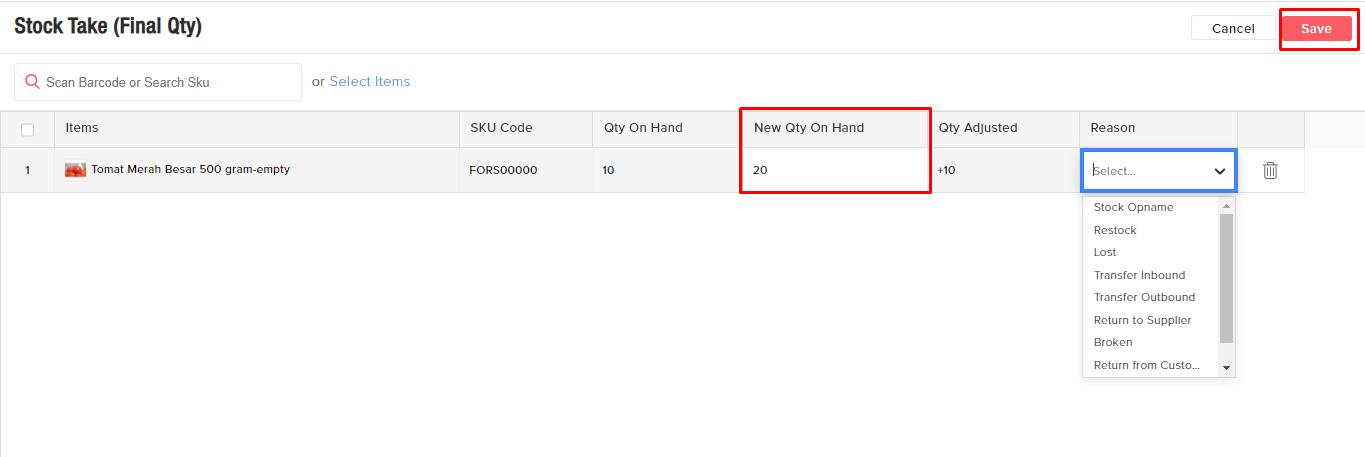 Stock Take (Final Qty)
Cancel
Save
Scan Barcode or Search Sku
or Select Items
Items
SKU Code
Qty On Hand
New Qty On Hand
Qty Adjusted
Reason
1
Tomat Merah Besar 500 gram-empty
FORS00000
10
20
+10
Select...
Stock Opname
Restock
Lost
Transfer Inbound
Transfer Outbound
Return to Supplier
Broken
Return from Custo...